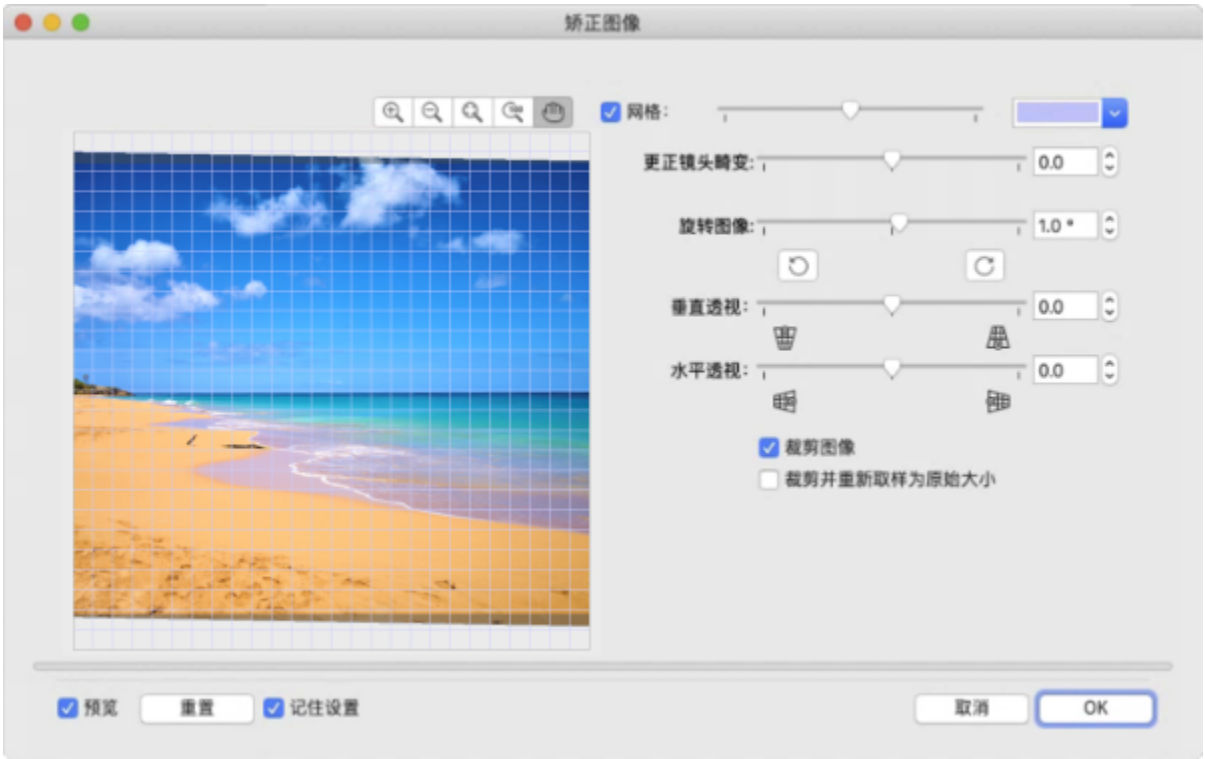 矫正图像
网格:
更正镜头畸变: 0.0
旋转图像: 1.0 °
垂直透视: 0.0
水平透视: 0.0
裁剪图像
裁剪并重新取样为原始大小
预览 重置 记住设置 取消 OK